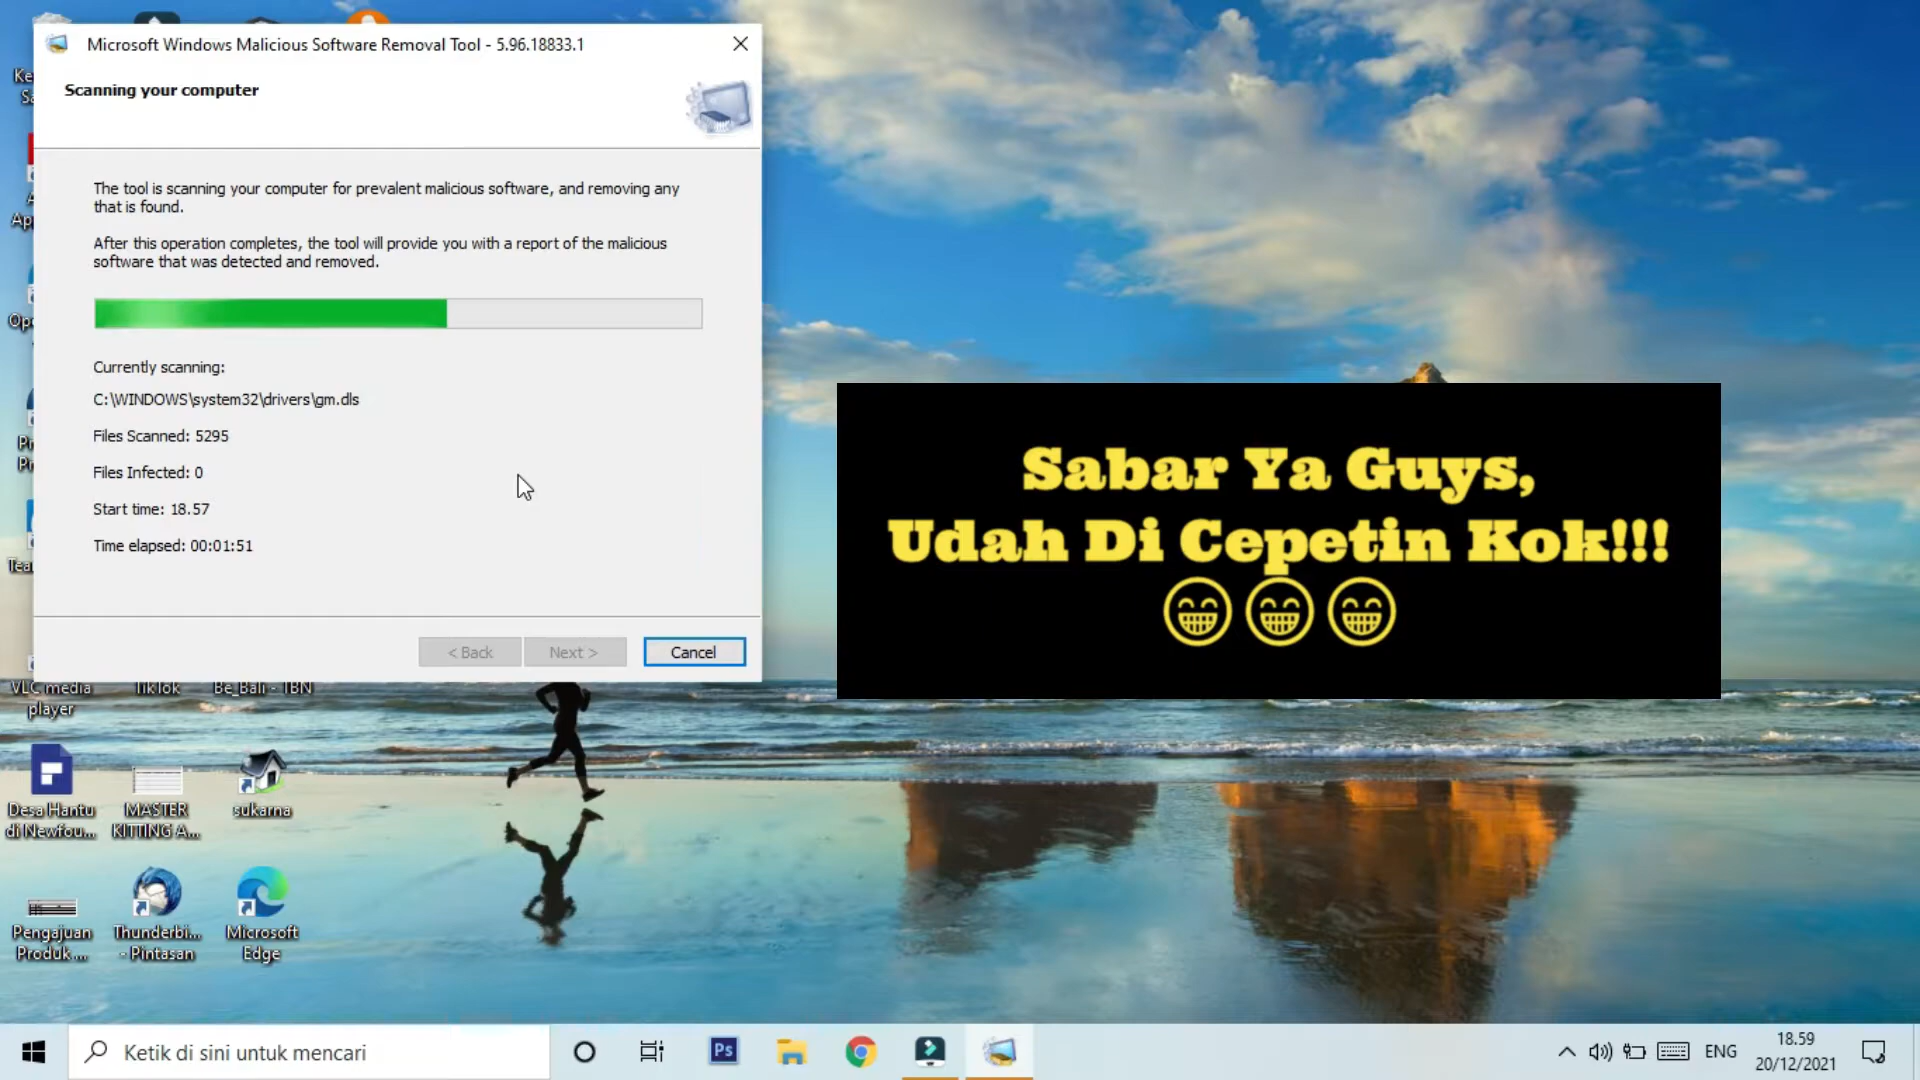 Microsoft Windows Malicious Software Removal Tool - 5.96.18833.1
Scanning your computer
The tool is scanning your computer for prevalent malicious software, and removing any
that is found.
After this operation completes, the tool will provide you with a report of the malicious
software that was detected and removed.
Currently scanning:
C:\WINDOWS\system32\drivers\gm.dls
Files Scanned: 5295
Files Infected: 0
Start time: 18.57
Time elapsed: 00:01:51
< Back
Next >
Cancel
Sabar Ya Guys,
Udah Di Cepetin Kok!!!
😁😁😁
VLC media
player
TikTok
Be_Bali - TBN
Desa Hantu
di Newfou...
MASTER
KITTING A...
sukarna
Pengajuan
Produk....
Thunderbi...
- Pintasan
Microsoft
Edge
Ketik di sini untuk mencari
Ps
ENG
18.59
20/12/2021